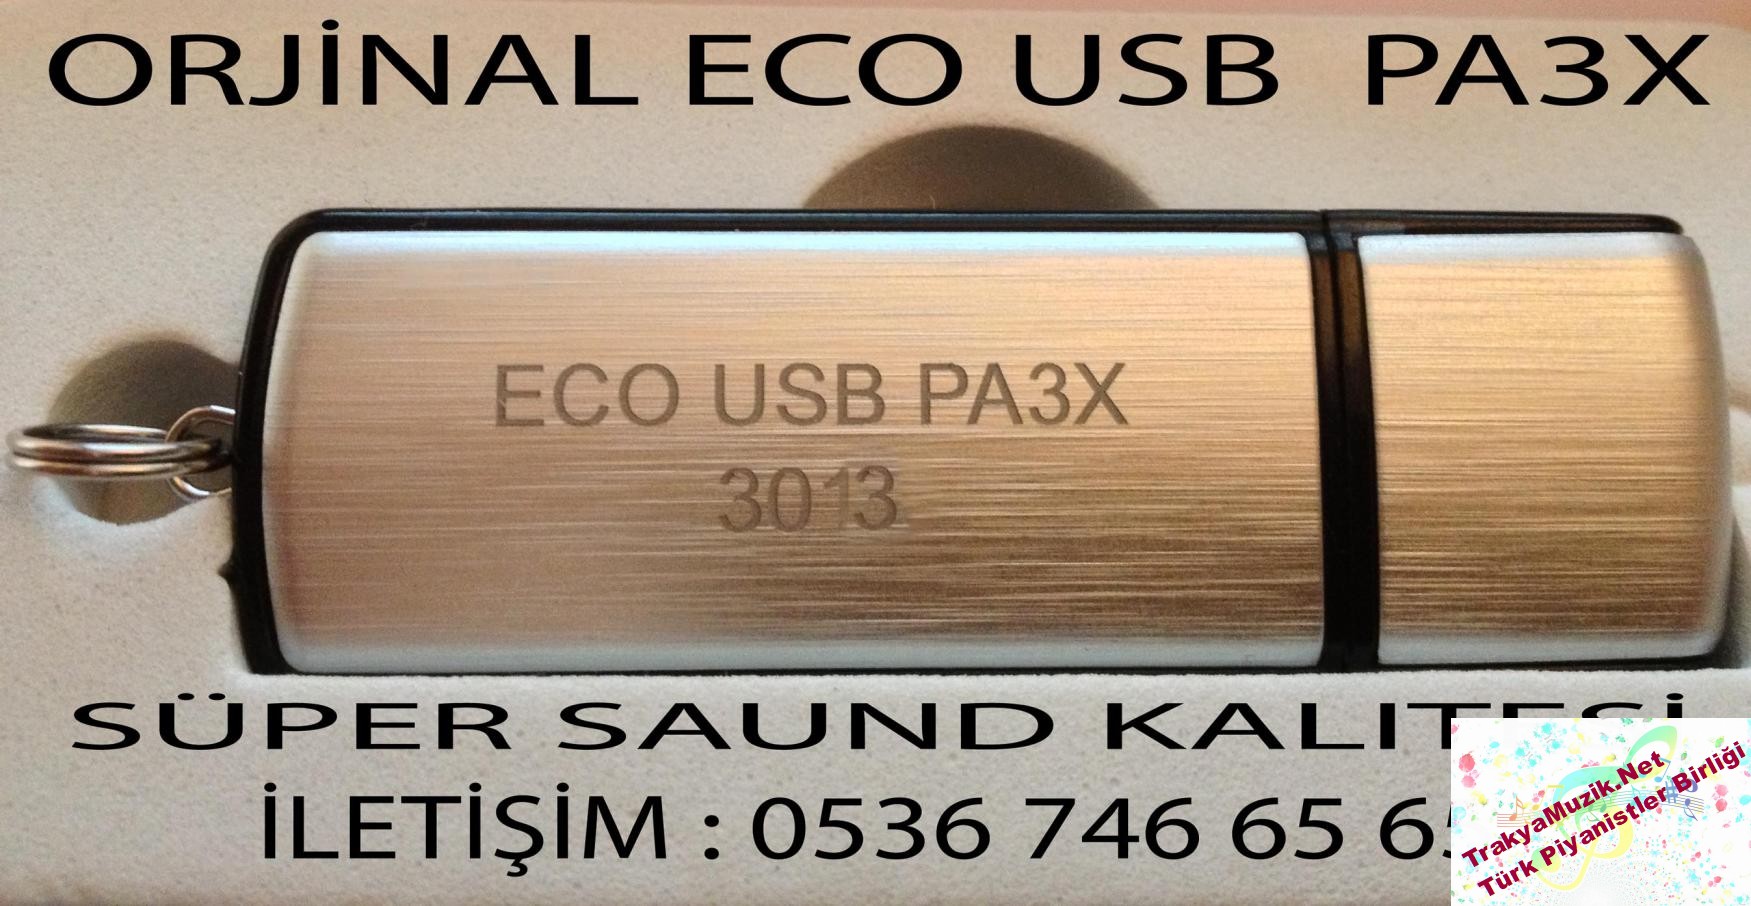 ORJİNAL ECO USB PA3X
ECO USB PA3X
3013
SÜPER SAUND KALITESİ
İLETİŞİM : 0536 746 65
TrakyaMuzik.Net
Türk Piyanistler Birliği